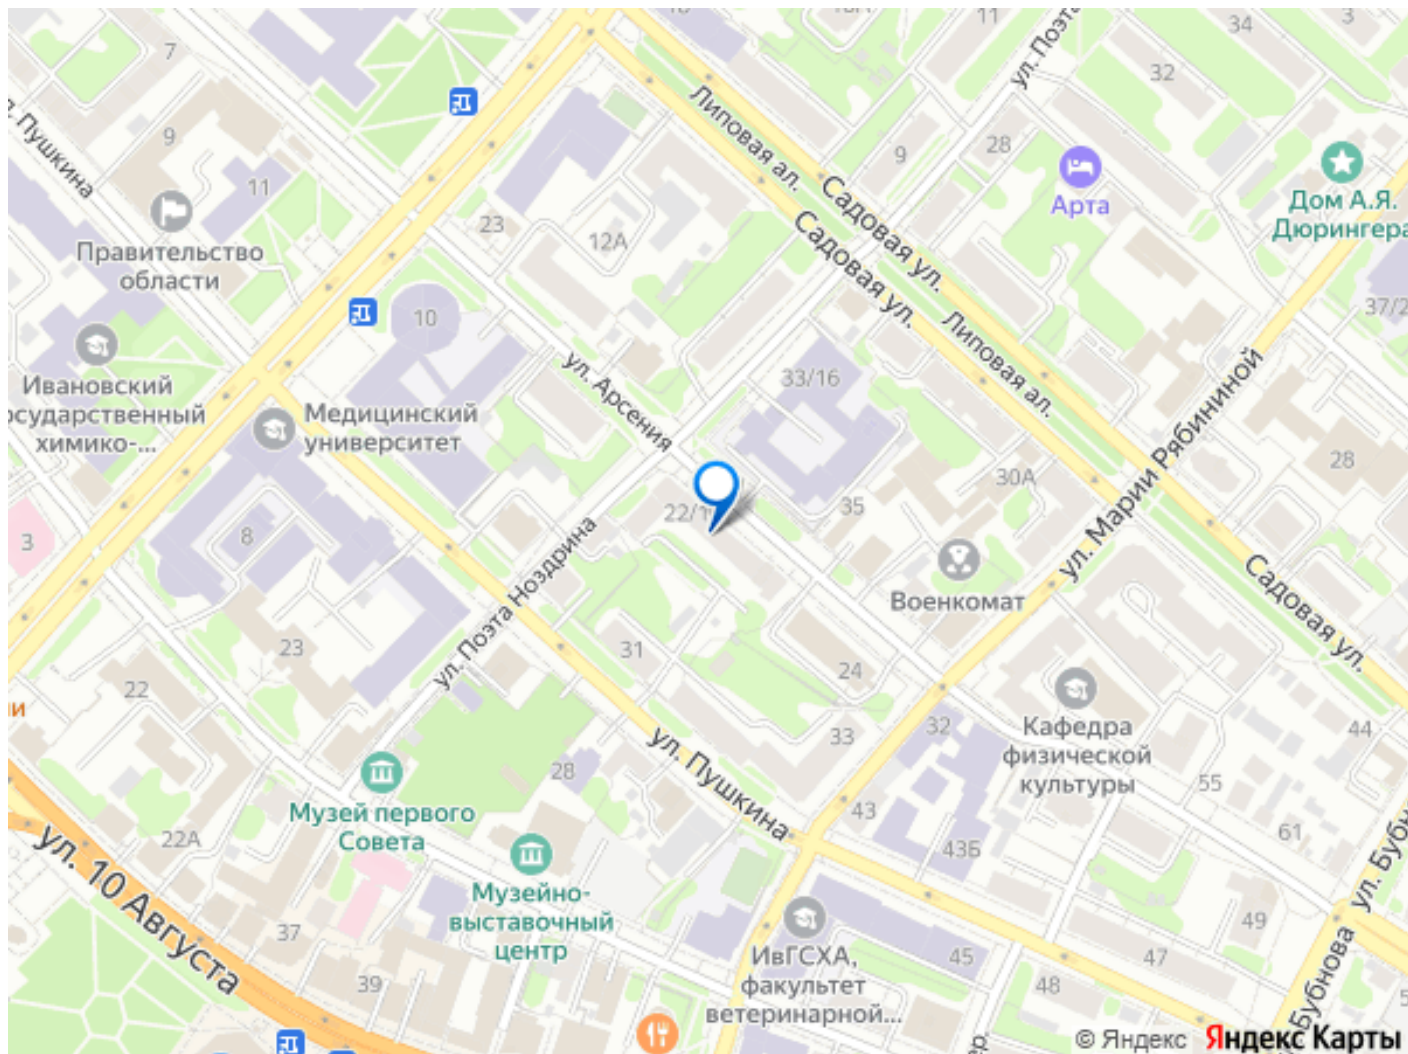 7
11
34
3
ул. Поэта
32
л. Пушкина
9
11
Липовая ал.
9
28
Арта
Дом А.Я.
Дюрингера
Правительство
области
23
12А
Садовая ул.
Садовая ул.
37/2
10
Липовая ал.
Ивановский
осударственный
химико-...
Медицинский
университет
ул. Арсения
33/16
ул. Марии Рябининой
28
30А
3
8
22/1
35
ул. Поэта Ноздрина
Военкомат
Садовая ул.
23
31
24
22
ии
Кафедра
физической
культуры
32
33
44
ул. Пушкина
28
55
Музей первого
Совета
43
61
22А
43Б
ул. 10 Августа
Музейно-
выставочный
центр
ул. Бубно
49
37
ИвГСХА,
факультет
ветеринарной...
45
47
39
48
5
Бубнова
ер.
© Яндекс Яндекс Карты